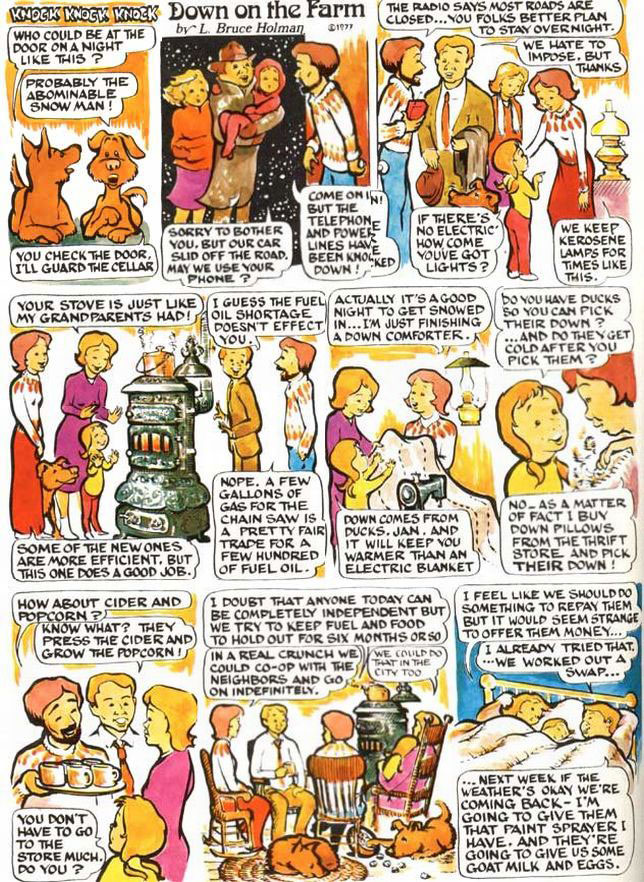 KNOCK KNOCK KNOCK
Down on the Farm
by L. Bruce Holman
©1977
WHO COULD BE AT THE
DOOR ON A NIGHT
LIKE THIS ?
PROBABLY THE
ABOMINABLE
SNOW MAN !
YOU CHECK THE DOOR,
I'LL GUARD THE CELLAR
SORRY TO BOTHER
YOU, BUT OUR CAR
SLID OFF THE ROAD.
MAY WE USE YOUR
PHONE ?
COME ON IN!
BUT THE
TELEPHONE
AND POWER
LINES HAVE
BEEN KNOCKED
DOWN !
THE RADIO SAYS MOST ROADS ARE
CLOSED...YOU FOLKS BETTER PLAN
TO STAY OVERNIGHT.
WE HATE TO
IMPOSE, BUT
THANKS
IF THERE'S
NO ELECTRIC
HOW COME
YOU'VE GOT
LIGHTS ?
WE KEEP
KEROSENE
LAMPS FOR
TIMES LIKE
THIS.
YOUR STOVE IS JUST LIKE
MY GRANDPARENTS HAD!
SOME OF THE NEW ONES
ARE MORE EFFICIENT. BUT
THIS ONE DOES A GOOD JOB.
I GUESS THE FUEL
OIL SHORTAGE
DOESN'T EFFECT
YOU.
NOPE. A FEW
GALLONS OF
GAS FOR THE
CHAIN SAW IS
A PRETTY FAIR
TRADE FOR A
FEW HUNDRED
OF FUEL OIL.
ACTUALLY IT'S A GOOD
NIGHT TO GET SNOWED
IN...I'M JUST FINISHING
A DOWN COMFORTER.
DOWN COMES FROM
DUCKS, JAN. AND
IT WILL KEEP YOU
WARMER THAN AN
ELECTRIC BLANKET
DO YOU HAVE DUCKS
SO YOU CAN PICK
THEIR DOWN ?
...AND DO THEY GET
COLD AFTER YOU
PICK THEM ?
NO- AS A MATTER
OF FACT I BUY
DOWN PILLOWS
FROM THE THRIFT
STORE AND PICK
THEIR DOWN !
HOW ABOUT CIDER AND
POPCORN ?
KNOW WHAT? THEY
PRESS THE CIDER AND
GROW THE POPCORN !
YOU DON'T
HAVE TO GO
TO THE
STORE MUCH,
DO YOU ?
I DOUBT THAT ANYONE TODAY CAN
BE COMPLETELY INDEPENDENT BUT
WE TRY TO KEEP FUEL AND FOOD
TO HOLD OUT FOR SIX MONTHS OR SO
IN A REAL CRUNCH WE
COULD CO-OP WITH THE
NEIGHBORS AND GO
ON INDEFINITELY.
WE COULD DO
THAT IN THE
CITY TOO
I FEEL LIKE WE SHOULD DO
SOMETHING TO REPAY THEM
BUT IT WOULD SEEM STRANGE
TO OFFER THEM MONEY...
I ALREADY TRIED THAT.
...WE WORKED OUT A
SWAP...
... NEXT WEEK IF THE
WEATHER'S OKAY WE'RE
COMING BACK- I'M
GOING TO GIVE THEM
THAT PAINT SPRAYER I
HAVE. AND THEY'RE
GOING TO GIVE US SOME
GOAT MILK AND EGGS.